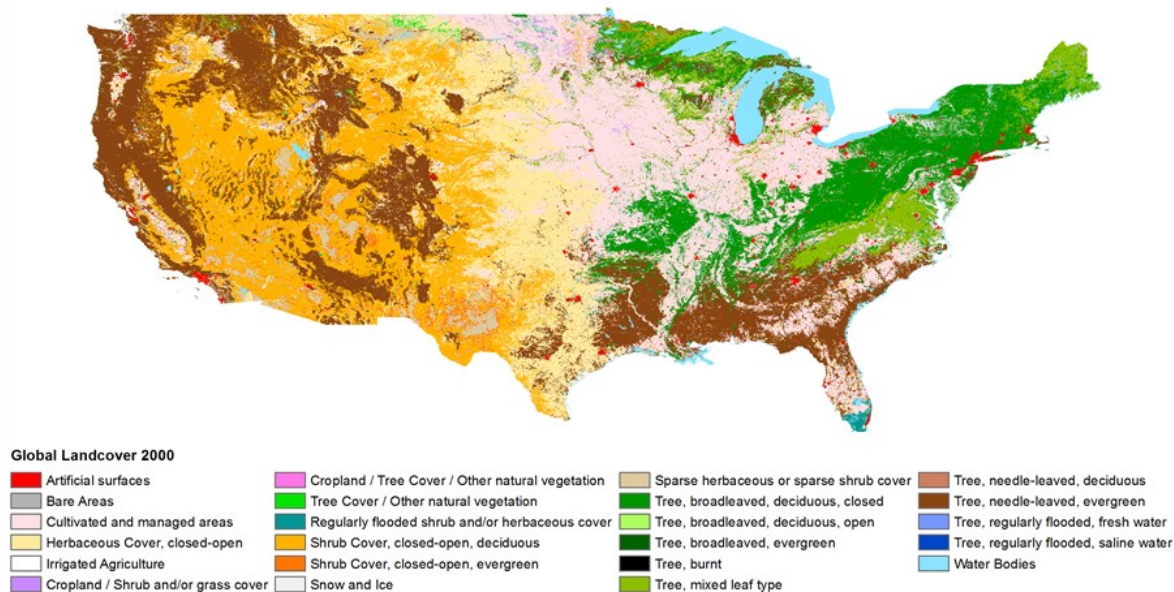 Global Landcover 2000
Artificial surfaces
Bare Areas
Cultivated and managed areas
Herbaceous Cover, closed-open
Irrigated Agriculture
Cropland / Shrub and/or grass cover
Cropland / Tree Cover / Other natural vegetation
Tree Cover / Other natural vegetation
Regularly flooded shrub and/or herbaceous cover
Shrub Cover, closed-open, deciduous
Shrub Cover, closed-open, evergreen
Snow and Ice
Sparse herbaceous or sparse shrub cover
Tree, broadleaved, deciduous, closed
Tree, broadleaved, deciduous, open
Tree, broadleaved, evergreen
Tree, burnt
Tree, mixed leaf type
Tree, needle-leaved, deciduous
Tree, needle-leaved, evergreen
Tree, regularly flooded, fresh water
Tree, regularly flooded, saline water
Water Bodies